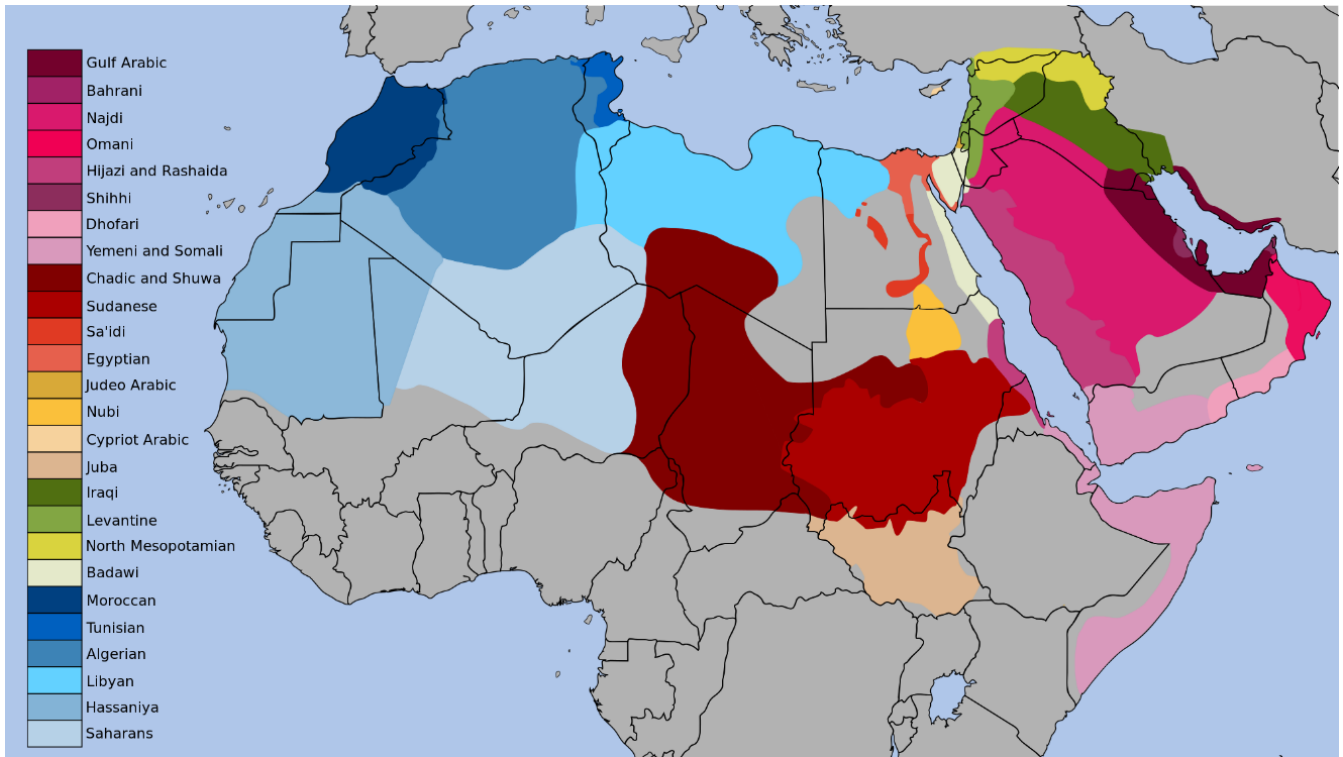 Gulf Arabic
Bahrani
Najdi
Omani
Hijazi and Rashaida
Shihhi
Dhofari
Yemeni and Somali
Chadic and Shuwa
Sudanese
Sa'idi
Egyptian
Judeo Arabic
Nubi
Cypriot Arabic
Juba
Iraqi
Levantine
North Mesopotamian
Badawi
Moroccan
Tunisian
Algerian
Libyan
Hassaniya
Saharans